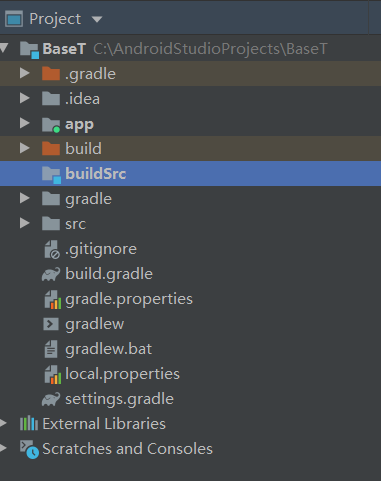 Project
BaseT C:\AndroidStudioProjects\BaseT
.gradle
.idea
app
build
buildSrc
gradle
src
.gitignore
build.gradle
gradle.properties
gradlew
gradlew.bat
local.properties
settings.gradle
External Libraries
Scratches and Consoles